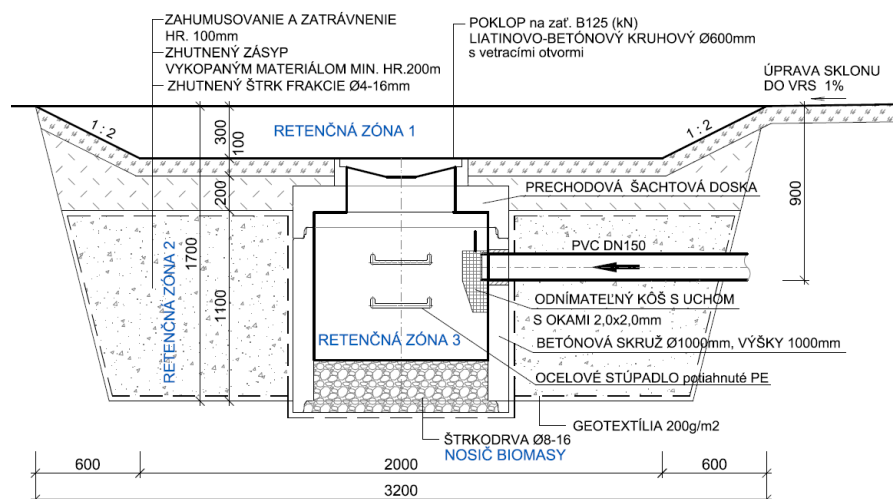 ZAHUMUSOVANIE A ZATRÁVNENIE
HR. 100mm
ZHUTNENÝ ZÁSYP
VYKOPANÝM MATERIÁLOM MIN. HR.200m
ZHUTNENÝ ŠTRK FRAKCIE Ø4-16mm
POKLOP na zať. B125 (kN)
LIATINOVO-BETÓNOVÝ KRUHOVÝ Ø600mm
s vetracími otvormi
ÚPRAVA SKLONU
DO VRS 1%
1:2
300
100
RETENČNÁ ZÓNA 1
1:2
200
PRECHODOVÁ ŠACHTOVÁ DOSKA
900
1700
RETENČNÁ ZÓNA 2
1100
PVC DN150
ODNÍMATEĽNÝ KÔŠ S UCHOM
S OKAMI 2,0x2,0mm
RETENČNÁ ZÓNA 3
BETÓNOVÁ SKRUŽ Ø1000mm, VÝŠKY 1000mm
OCELOVÉ STÚPADLO potiahnuté PE
GEOTEXTÍLIA 200g/m2
ŠTRKODRVA Ø8-16
NOSIČ BIOMASY
600
2000
600
3200